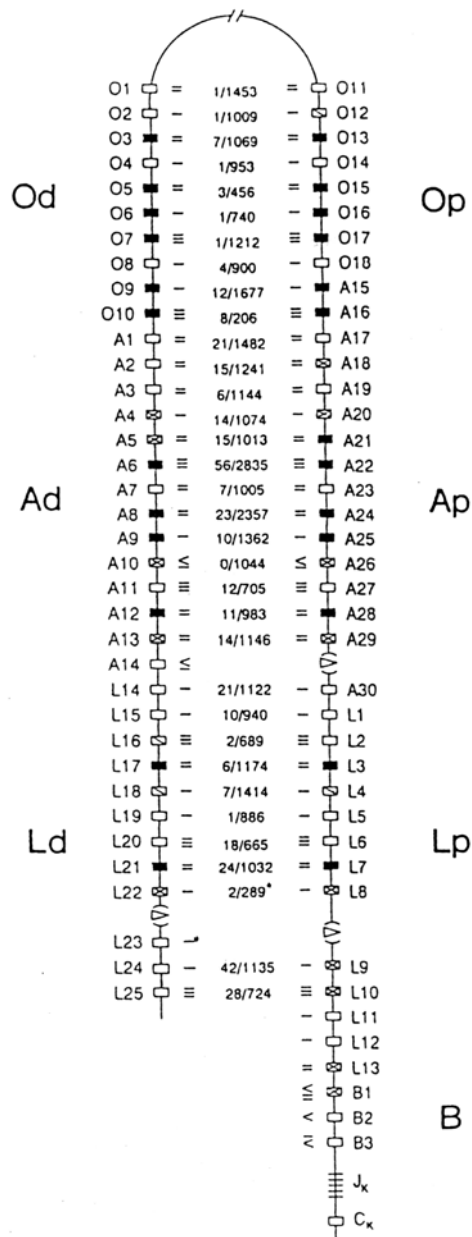 O1 = 1/1453 = O11
O2 – 1/1009 – O12
O3 = 7/1069 = O13
O4 – 1/953 – O14
Od O5 = 3/456 = O15 Op
O6 – 1/740 – O16
O7 ≡ 1/1212 ≡ O17
O8 – 4/900 – O18
O9 – 12/1677 – A15
O10 ≡ 8/206 ≡ A16
A1 = 21/1482 = A17
A2 = 15/1241 = A18
A3 = 6/1144 = A19
A4 – 14/1074 – A20
A5 = 15/1013 = A21
A6 ≡ 56/2835 ≡ A22
Ad A7 = 7/1005 = A23 Ap
A8 = 23/2357 = A24
A9 – 10/1362 – A25
A10 ≤ 0/1044 ≤ A26
A11 ≡ 12/705 ≡ A27
A12 = 11/983 = A28
A13 = 14/1146 = A29
A14 ≤
L14 – 21/1122 – A30
L15 – 10/940 – L1
L16 ≡ 2/689 ≡ L2
L17 = 6/1174 = L3
L18 – 7/1414 – L4
L19 – 1/886 – L5
Ld L20 ≡ 18/665 ≡ L6 Lp
L21 = 24/1032 = L7
L22 – 2/289* – L8
L23 –*
L24 – 42/1135 – L9
L25 ≡ 28/724 ≡ L10
– L11
– L12
= L13
B1
< B2 B
B3
Jκ
Cκ